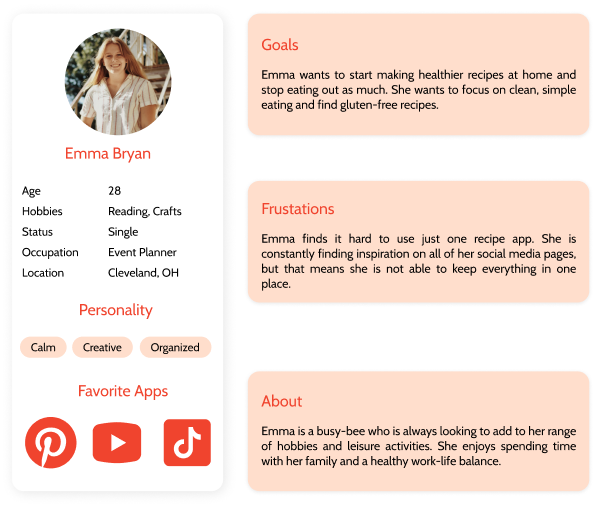 Emma Bryan
Age 28
Hobbies Reading, Crafts
Status Single
Occupation Event Planner
Location Cleveland, OH
Personality
Calm Creative Organized
Favorite Apps
Goals
Emma wants to start making healthier recipes at home and
stop eating out as much. She wants to focus on clean, simple
eating and find gluten-free recipes.
Frustations
Emma finds it hard to use just one recipe app. She is
constantly finding inspiration on all of her social media pages,
but that means she is not able to keep everything in one
place.
About
Emma is a busy-bee who is always looking to add to her range
of hobbies and leisure activities. She enjoys spending time
with her family and a healthy work-life balance.